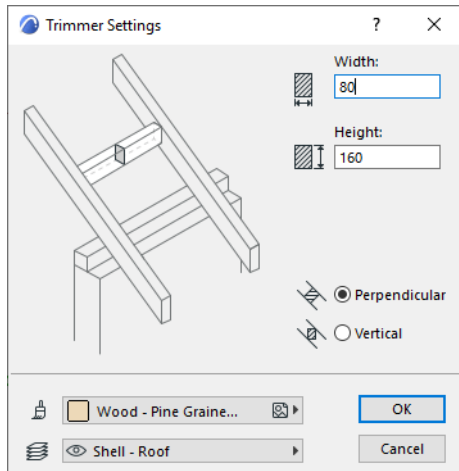 Trimmer Settings
?
Width:
80
Height:
160
Perpendicular
Vertical
Wood - Pine Graine...
OK
Shell - Roof
Cancel